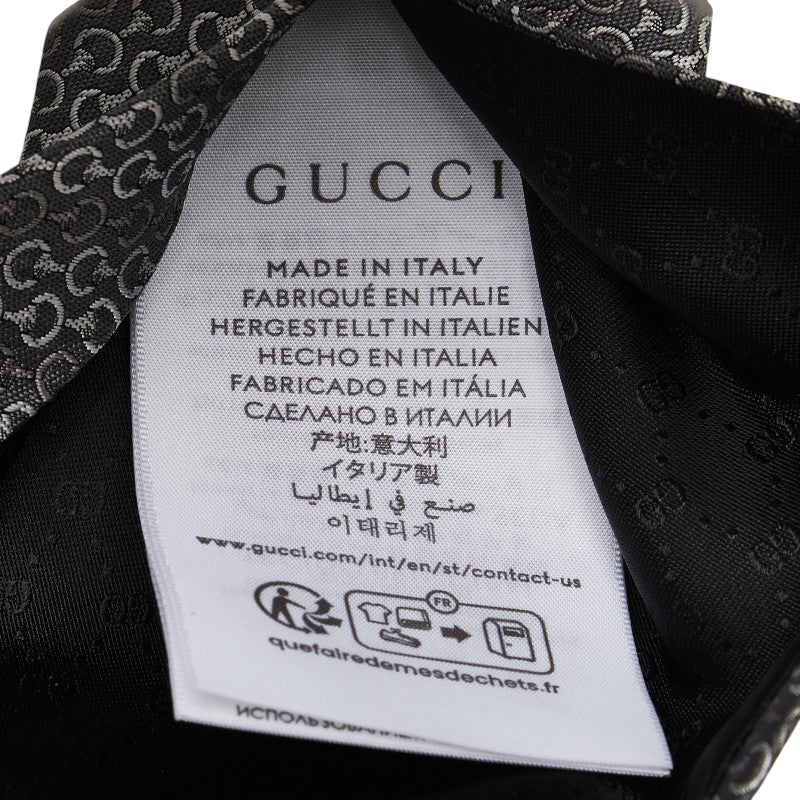 GUCCI
MADE IN ITALY
FABRIQUÉ EN ITALIE
HERGESTELLT IN ITALIEN
HECHO EN ITALIA
FABRICADO EM ITÁLIA
СДЕЛАНО В ИТАЛИИ
产地:意大利
イタリア製
صنع في إيطاليا
이태리제
www.gucci.com/int/en/st/contact-us
FR
quefairedemesdechets.fr